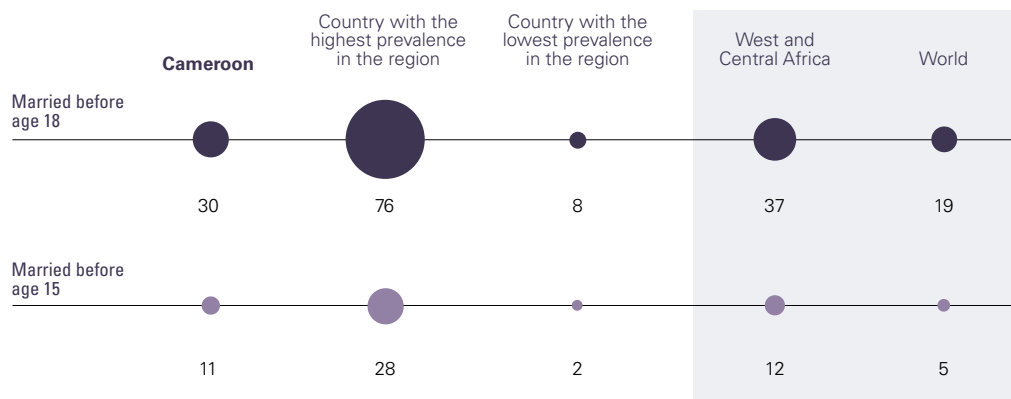 Cameroon
Country with the
highest prevalence
in the region
Country with the
lowest prevalence
in the region
West and
Central Africa
World
Married before
age 18
30
76
8
37
19
Married before
age 15
11
28
2
12
5